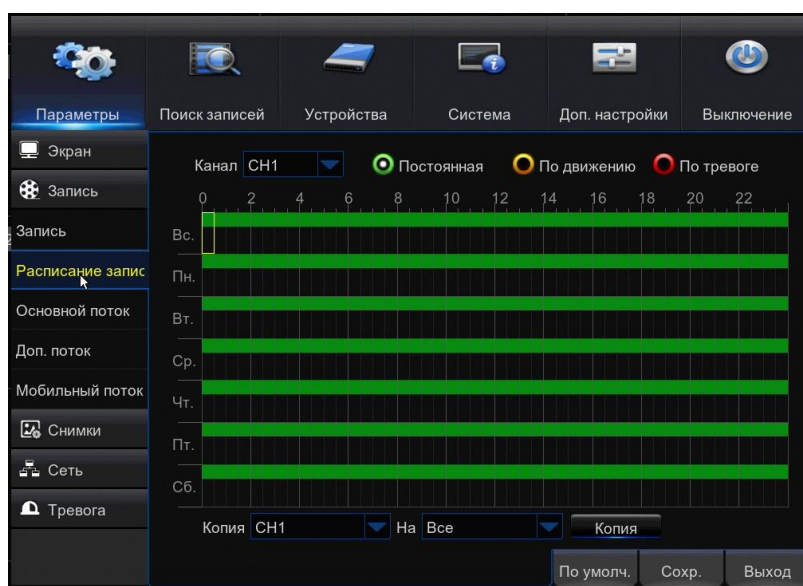 Параметры Поиск записей Устройства Система Доп. настройки Выключение
Экран
Запись
Запись
Расписание запис
Основной поток
Доп. поток
Мобильный поток
Снимки
Сеть
Тревога
Канал CH1 Постоянная По движению По тревоге
0 2 4 6 8 10 12 14 16 18 20 22
Вс.
Пн.
Вт.
Ср.
Чт.
Пт.
Сб.
Копия CH1 На Все Копия
По умолч. Сохр. Выход